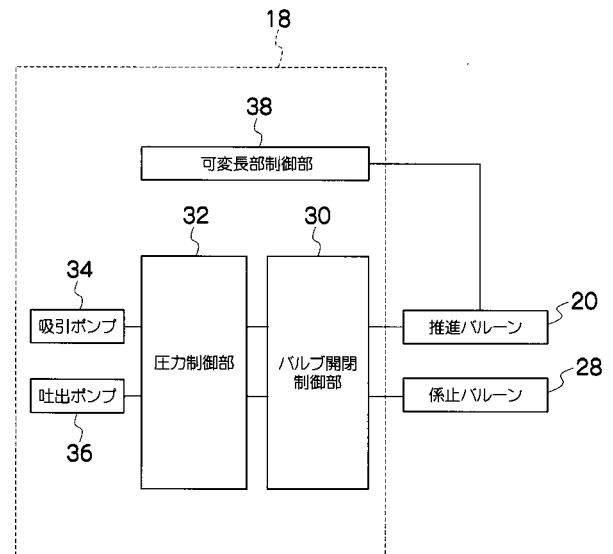 18
38
可変長部制御部
32
30
34
吸引ポンプ
圧力制御部
バルブ開閉
制御部
推進バルーン
20
吐出ポンプ
係止バルーン
28
36